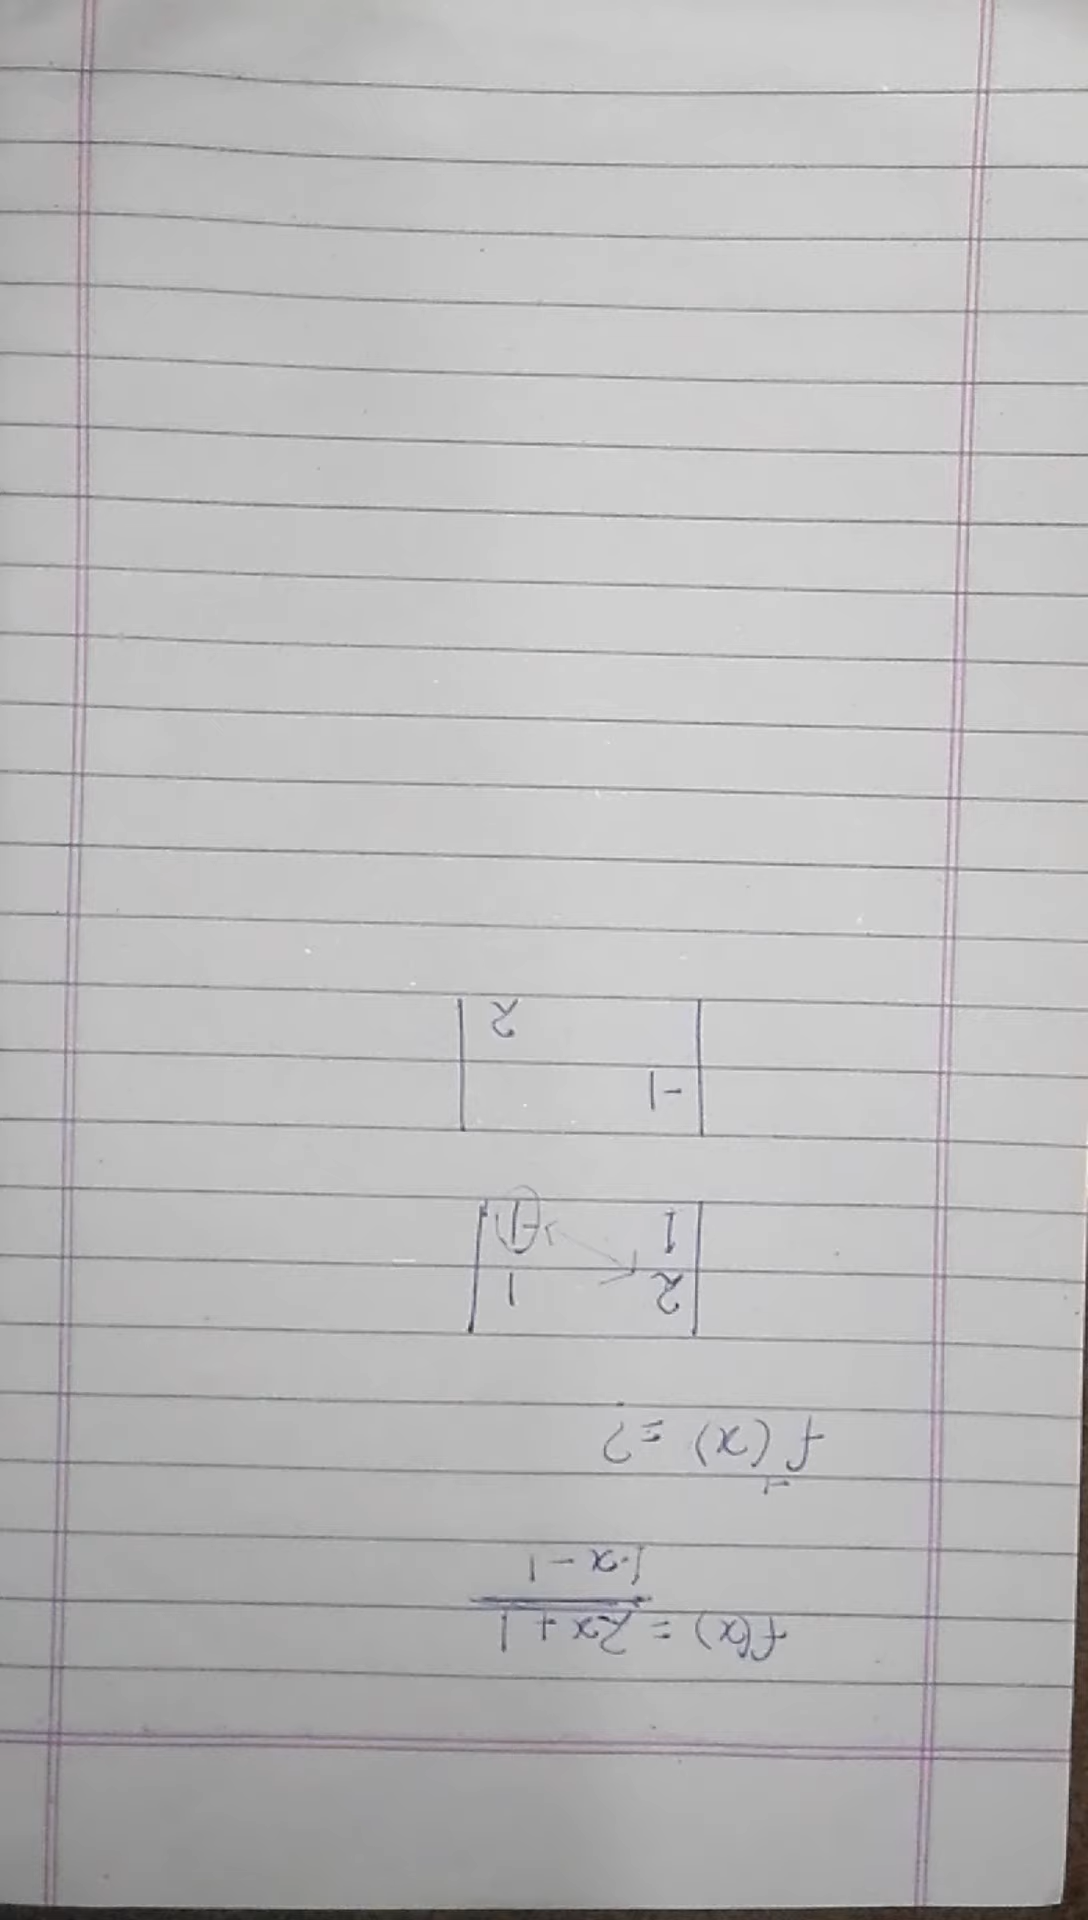 f(x) = 2x + 1
1·x - 1
f⁻¹(x) = ?
2 1
1 -1
-1
2